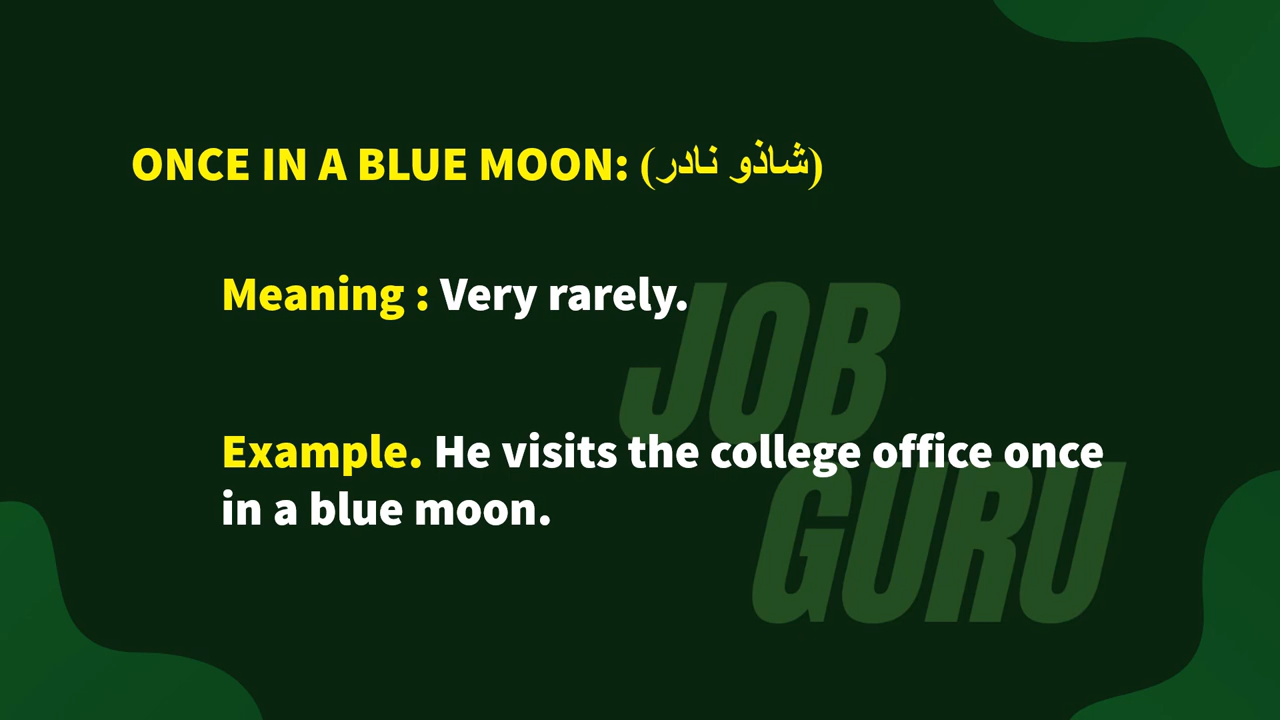 ONCE IN A BLUE MOON: (شاذو نادر)
Meaning : Very rarely.
JOB
Example. He visits the college office once
in a blue moon.
GURU